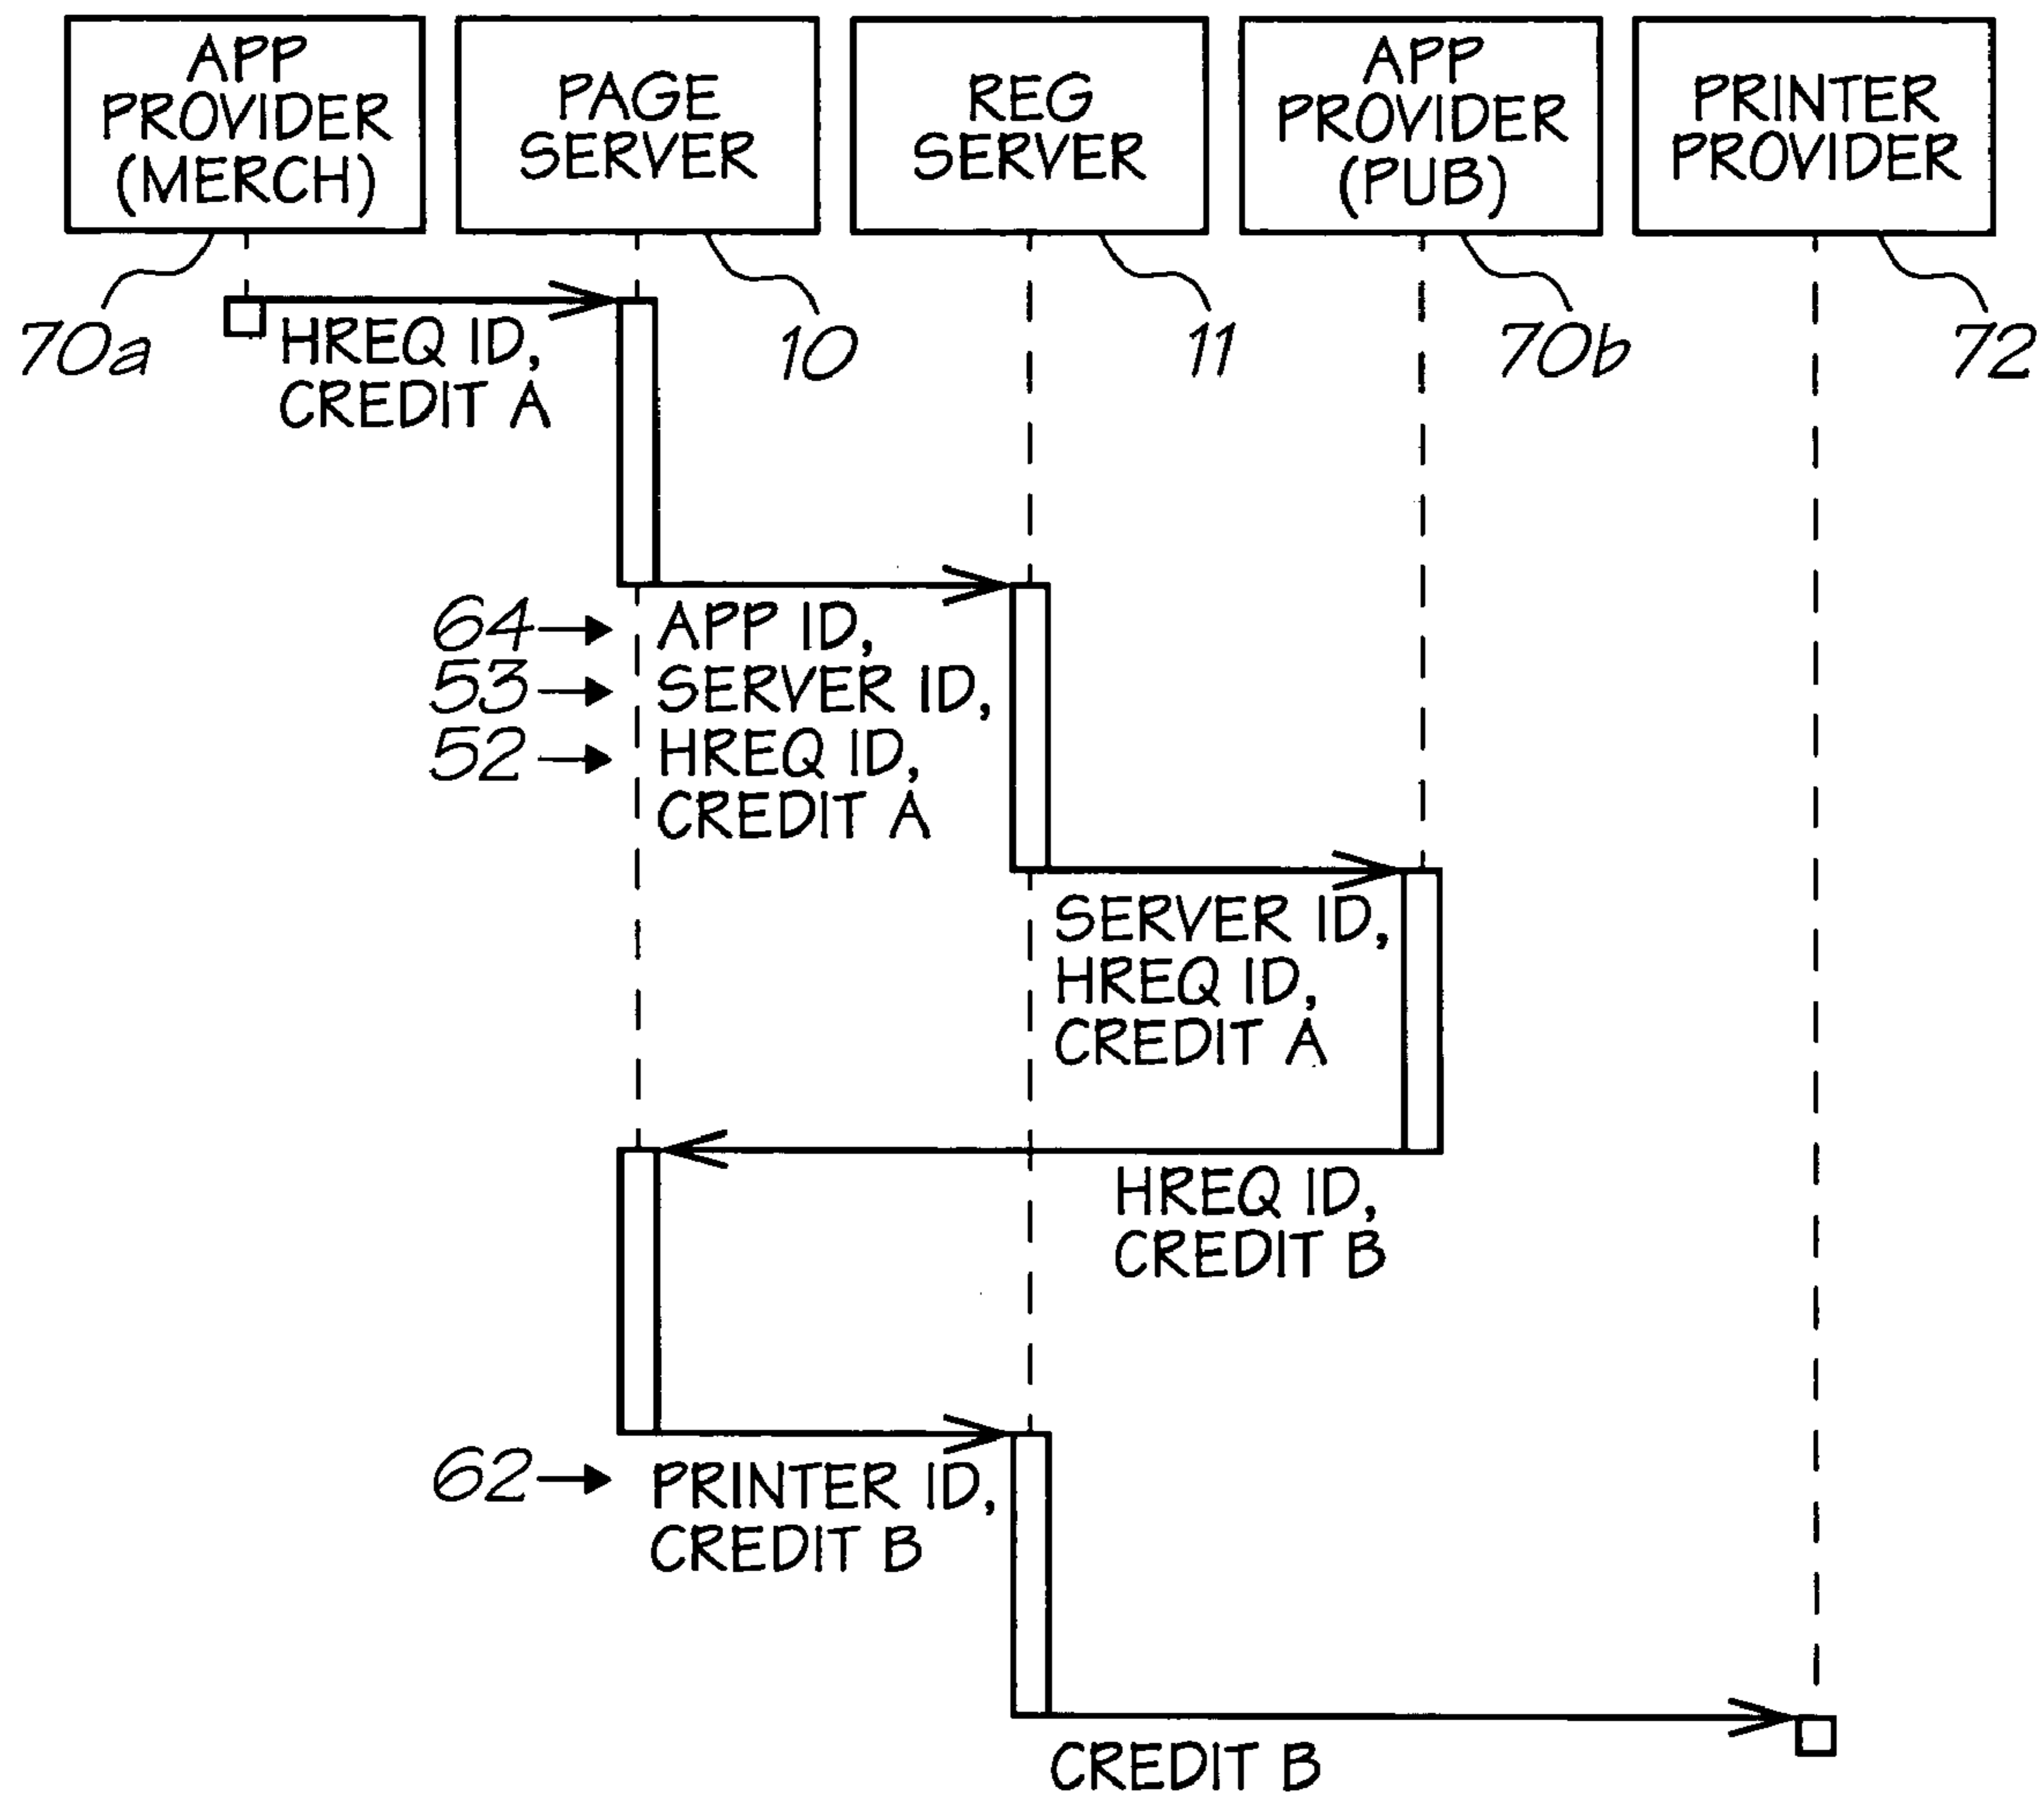 APP
PROVIDER
(MERCH)
PAGE
SERVER
REG
SERVER
APP
PROVIDER
(PUB)
PRINTER
PROVIDER
70a
10
11
70b
72
HREQ ID,
CREDIT A
64
APP ID,
53
SERVER ID,
52
HREQ ID,
CREDIT A
SERVER ID,
HREQ ID,
CREDIT A
HREQ ID,
CREDIT B
62
PRINTER ID,
CREDIT B
CREDIT B